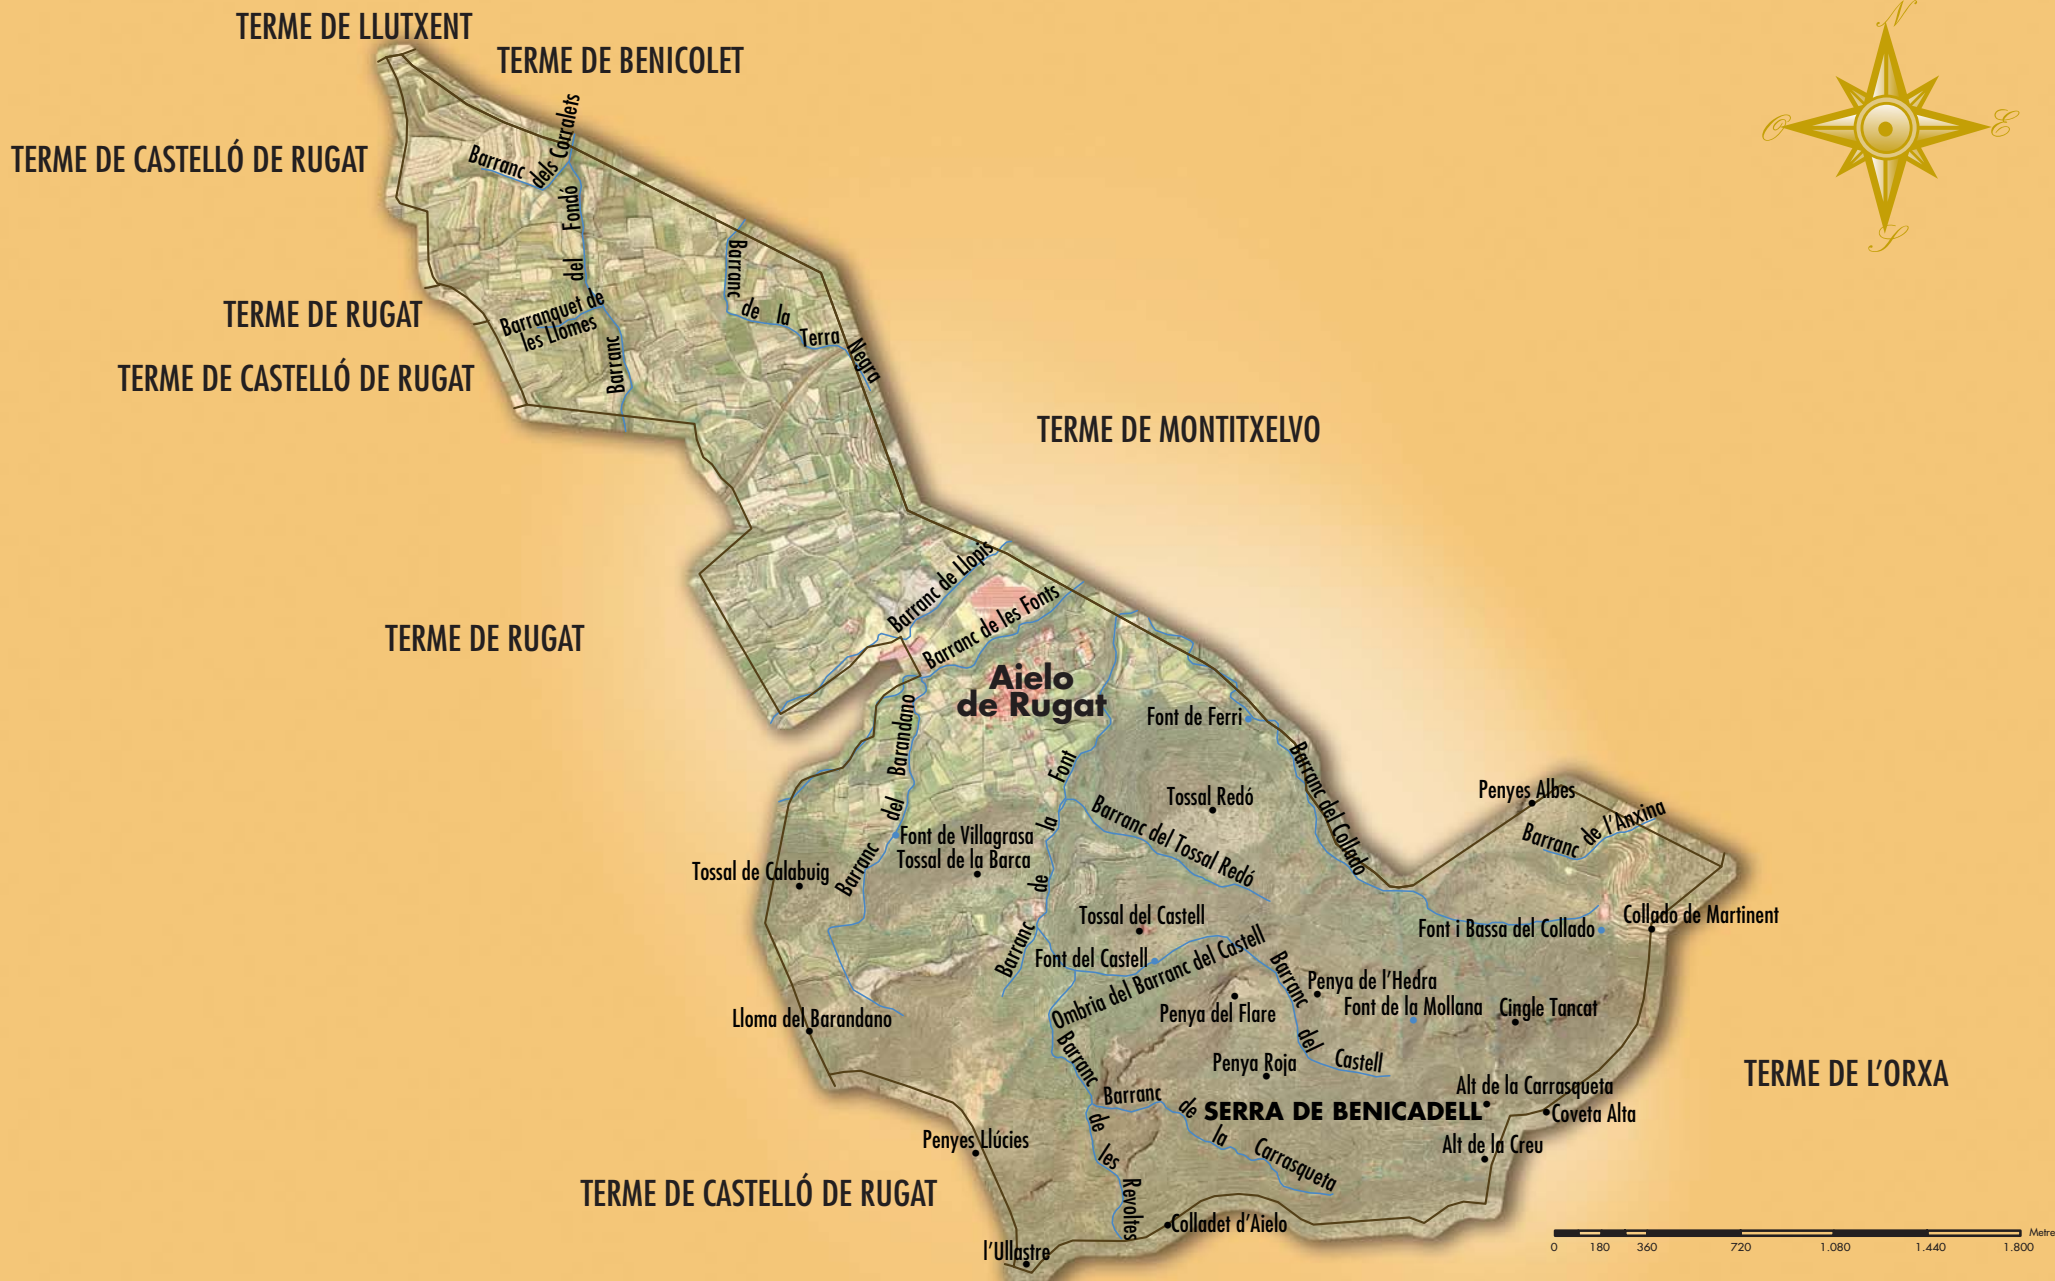 TERME DE LLUTXENT
TERME DE BENICOLET
N
O
E
S
TERME DE CASTELLÓ DE RUGAT
Barranc dels Corralets
Barranc del Fondó
Barranc de la Terra Negra
TERME DE RUGAT
Barranquet de
les Llomes
TERME DE CASTELLÓ DE RUGAT
TERME DE MONTITXELVO
Barranc de Llopis
Barranc de les Fonts
TERME DE RUGAT
Aielo
de Rugat
Font de Ferri
Barranc del Barandano
Barranc de la Font
Barranc del Collado
Tossal Redó
Barranc del Tossal Redó
Penyes Albes
Barranc de l'Anxina
Font de Villagrasa
Tossal de la Barca
Tossal de Calabuig
Tossal del Castell
Collado de Martinent
Font i Bassa del Collado
Font del Castell
Ombria del Barranc del Castell
Barranc del Castell
Penya de l'Hedra
Font de la Mollana
Cingle Tancat
Penya del Flare
Lloma del Barandano
Penya Roja
TERME DE L'ORXA
Barranc de les Revoltes
Barranc de la Carrasqueta
Alt de la Carrasqueta
SERRA DE BENICADELL
Coveta Alta
Penyes Llúcies
Alt de la Creu
TERME DE CASTELLÓ DE RUGAT
Colladet d'Aielo
l'Ullastre
Metre
0 180 360 720 1.080 1.440 1.800